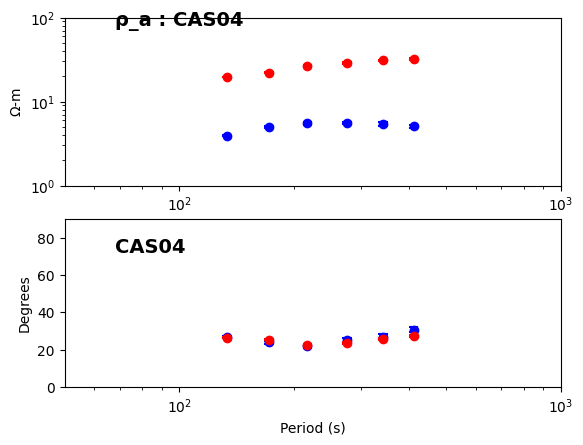 ρ_a : CAS04
10²
10¹
10⁰
Ω-m
10²
10³
CAS04
80
60
40
20
0
Degrees
10²
10³
Period (s)